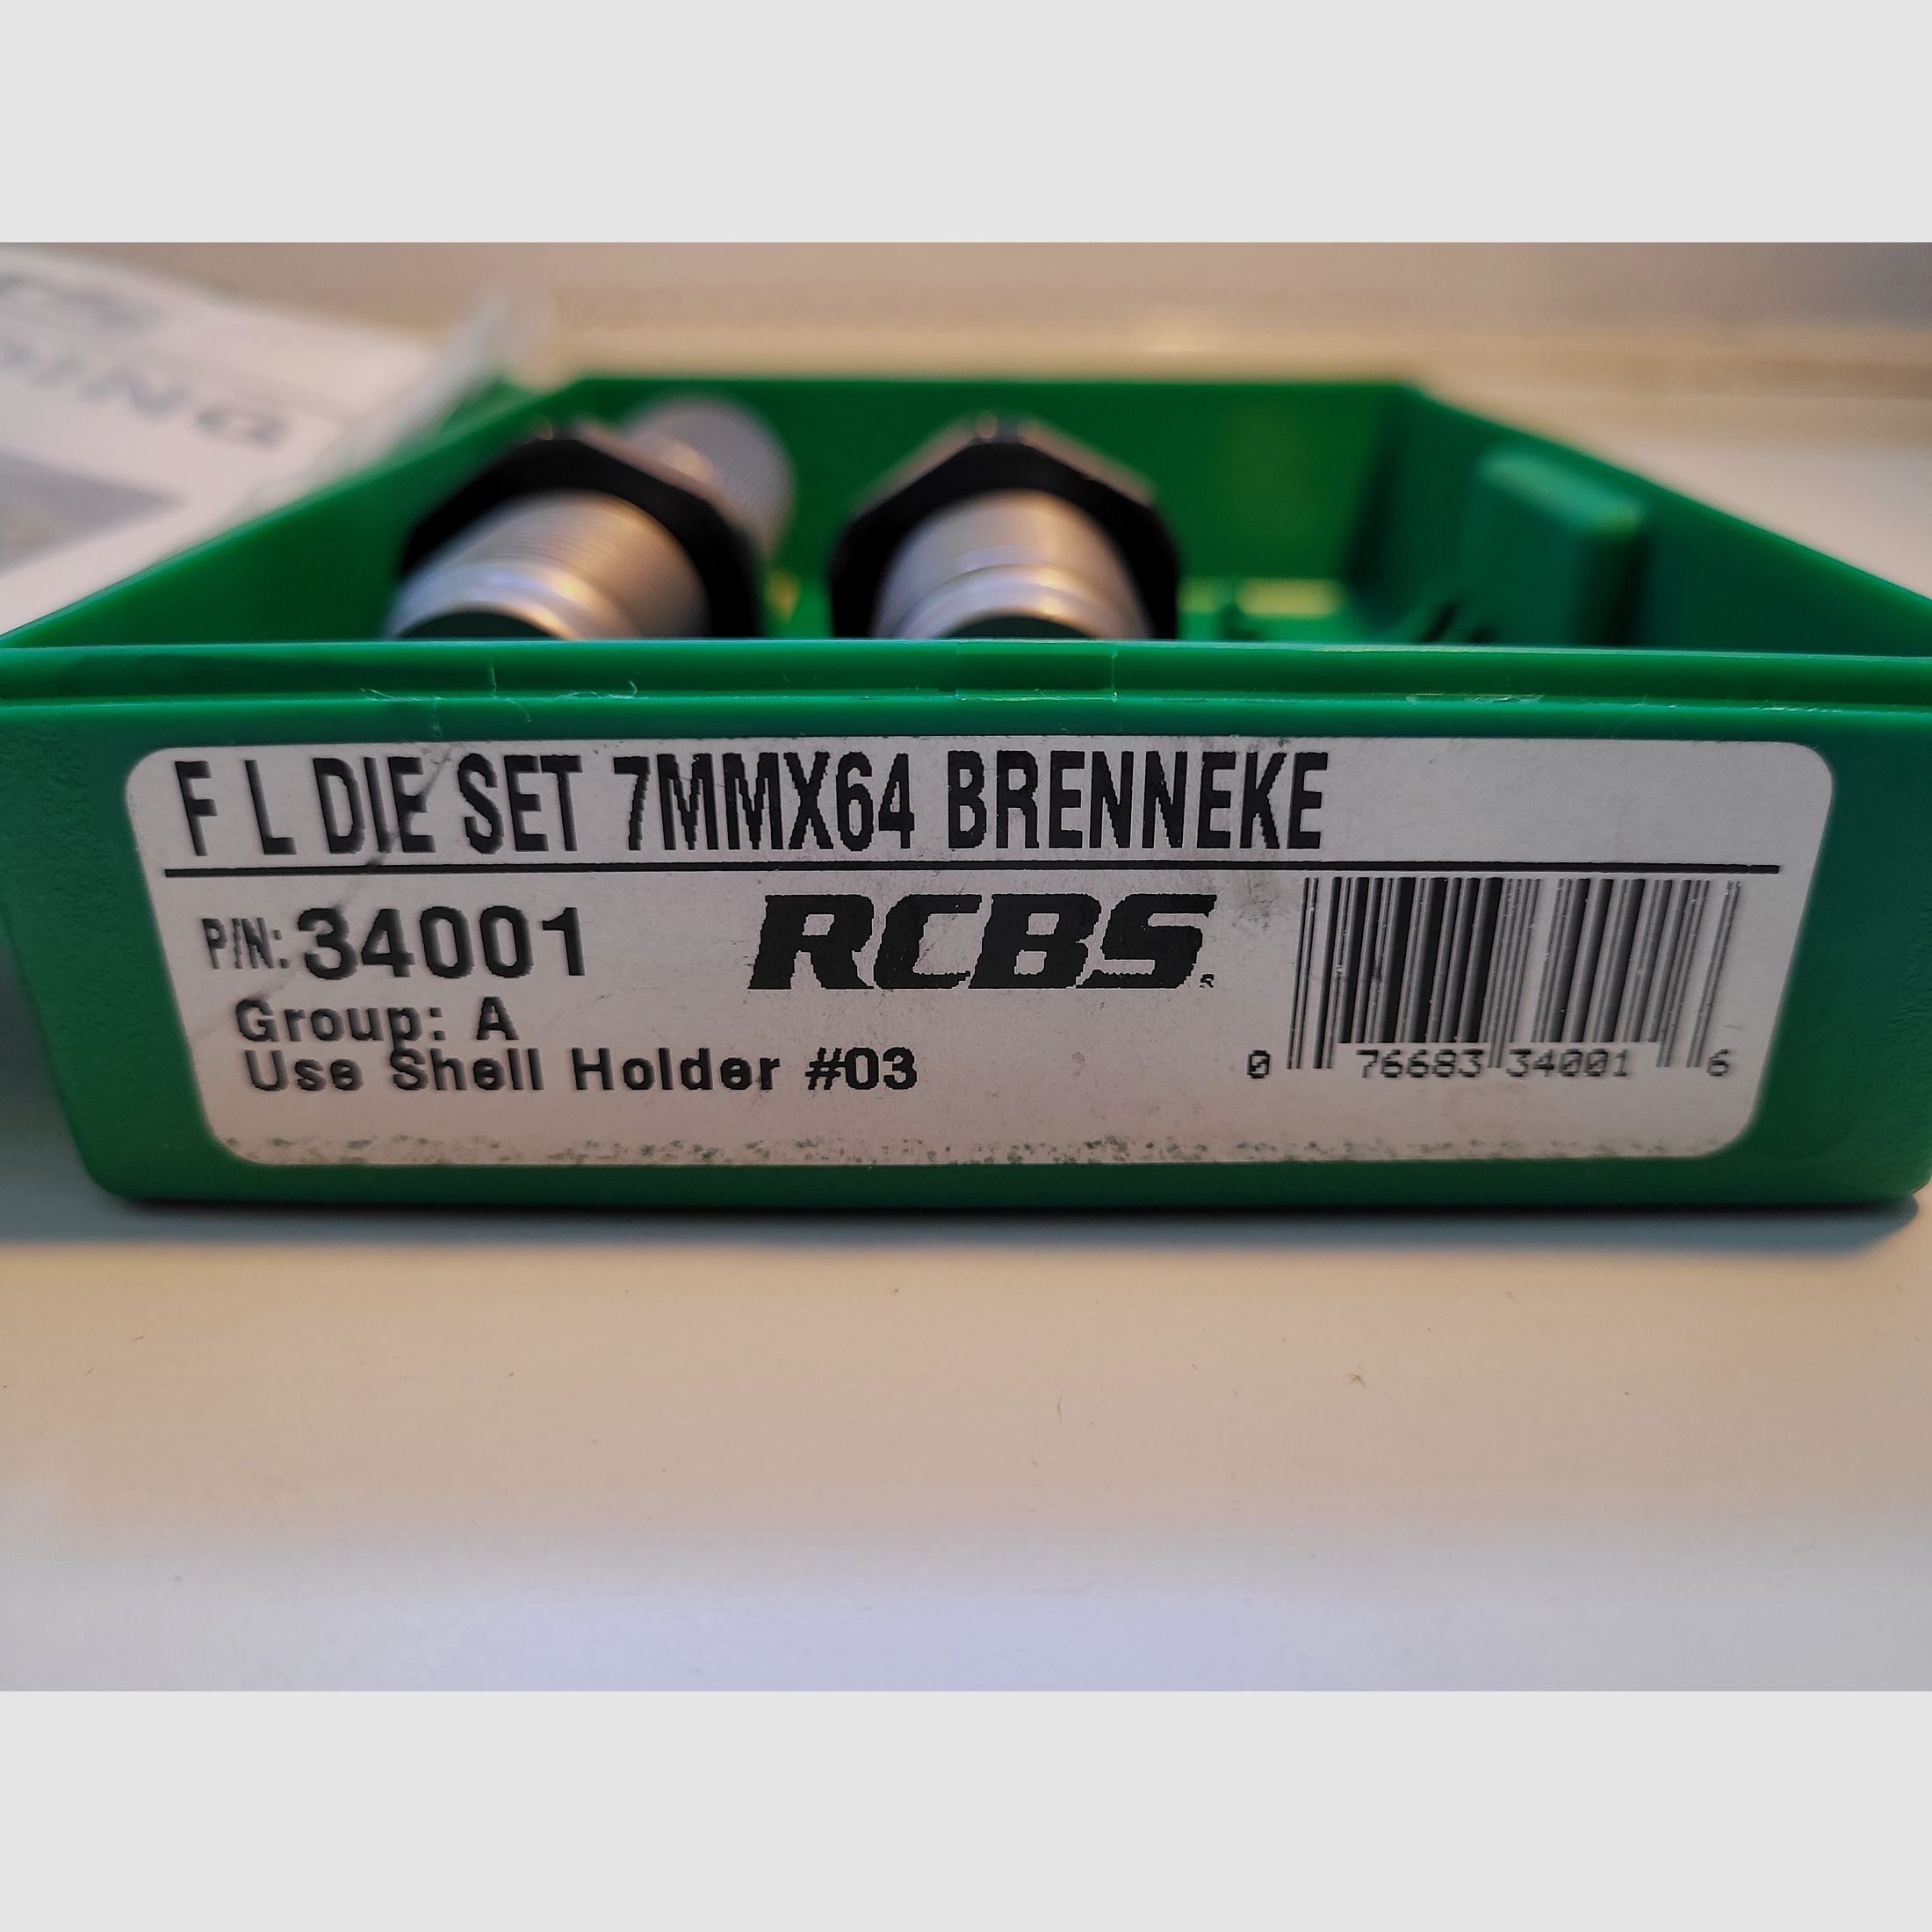 F L DIE SET 7MMX64 BRENNEKE
P/N: 34001
RCBS
Group: A
Use Shell Holder #03
0 76683 34001 6